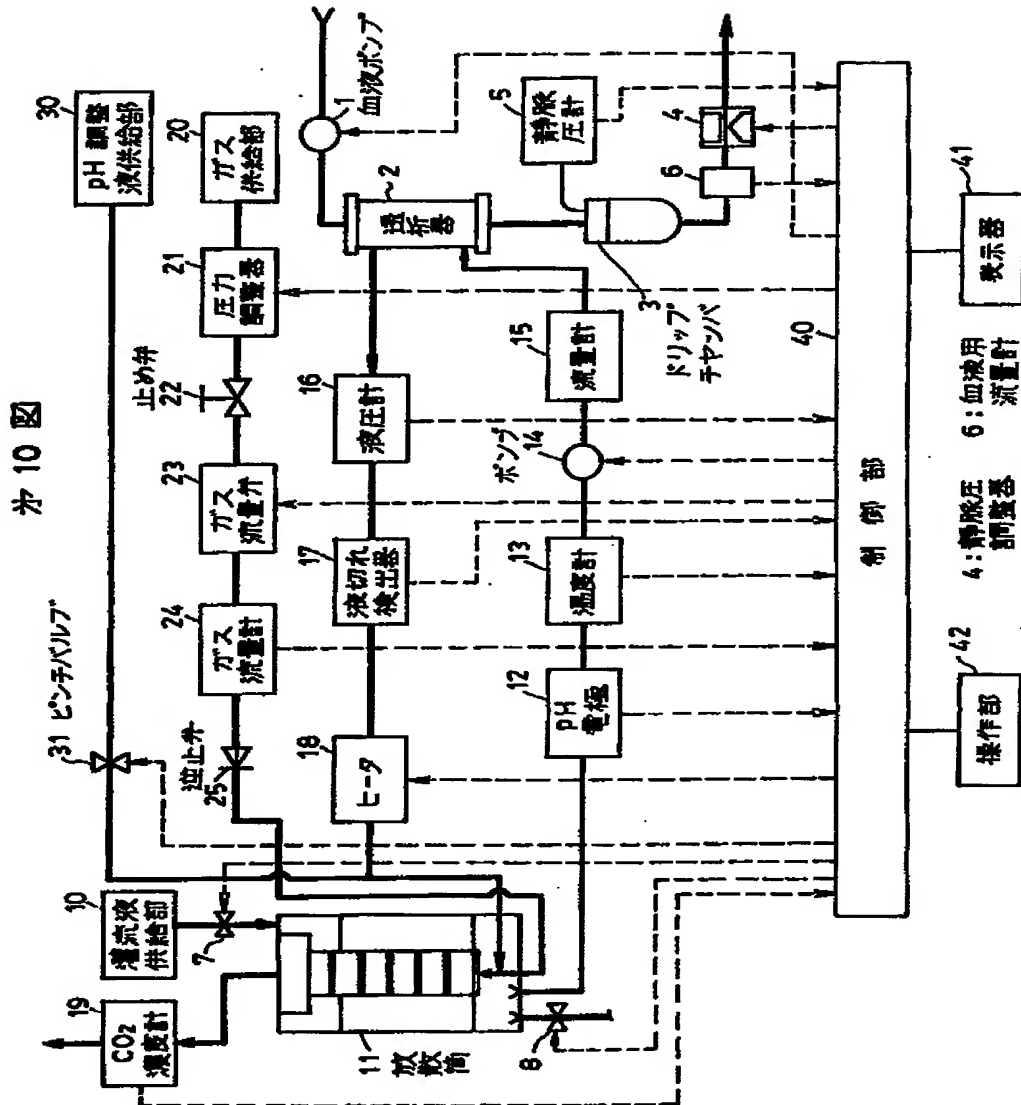 第10図
30
pH調整
液供給部
31 ピンチバルブ
20
ガス
供給部
21
圧力
調整器
止め弁
22
23
ガス
流量弁
24
ガス
流量計
逆止弁
25
血液ポンプ
1
2
透析器
16
液圧計
17
液切れ
検出器
18
ヒータ
5
静脈
圧計
4
6
3
ドリップ
チャンバ
15
流量計
ポンプ
14
13
温度計
12
pH
電極
10
灌流液
供給部
7
19
CO2
濃度計
11
放散筒
8
40
制御部
41
表示器
42
操作部
4:静脈圧
調整器
6:血液用
流量計